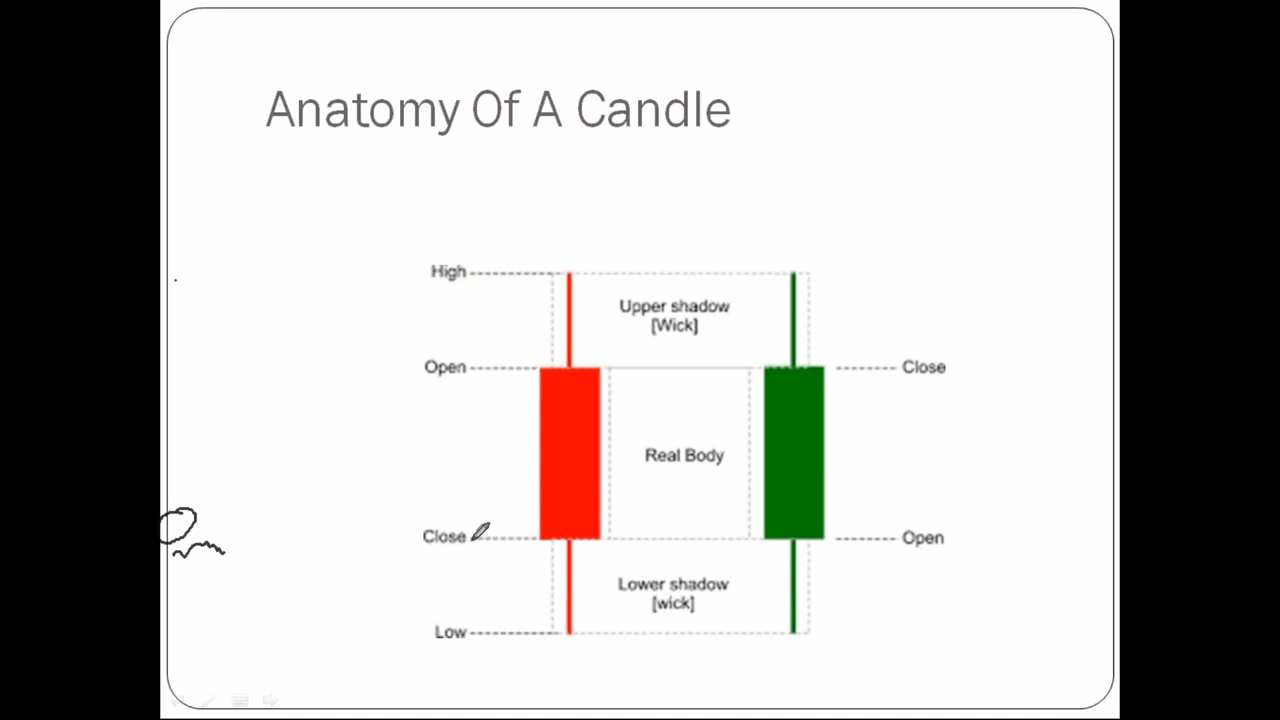 Anatomy Of A Candle
High
Upper shadow
[Wick]
Open
Close
Real Body
Close
Open
Lower shadow
[wick]
Low